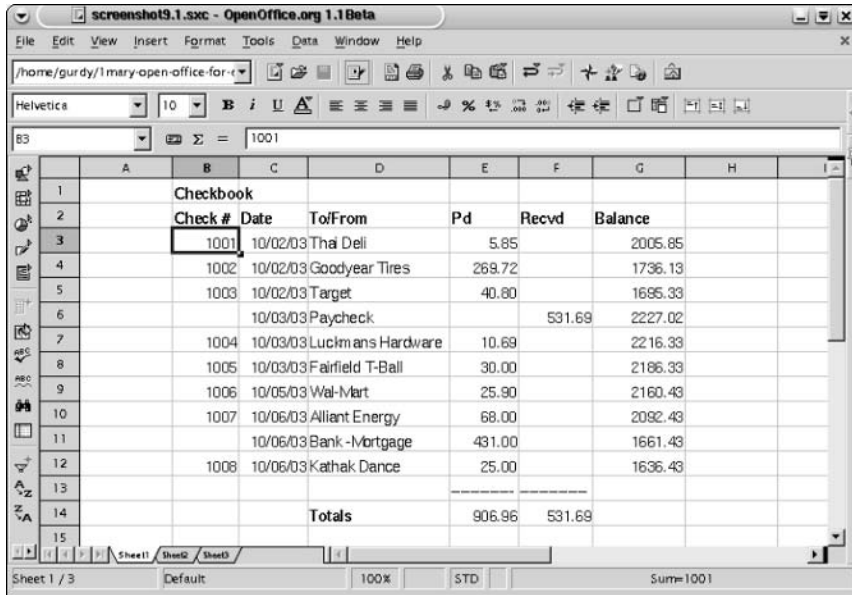 screenshot9.1.sxc - OpenOffice.org 1.1Beta
File Edit View Insert Format Tools Data Window Help
/home/gurdy/1mary-open-office-for-
Helvetica 10 B i U A
B3 Σ = 1001
A B C D E F G H I
1 Checkbook
2 Check # Date To/From Pd Recvd Balance
3 1001 10/02/03 Thai Deli 5.85 2005.85
4 1002 10/02/03 Goodyear Tires 269.72 1736.13
5 1003 10/02/03 Target 40.80 1695.33
6 10/03/03 Paycheck 531.69 2227.02
7 1004 10/03/03 Luckmans Hardware 10.69 2216.33
8 1005 10/03/03 Fairfield T-Ball 30.00 2186.33
9 1006 10/05/03 Wal-Mart 25.90 2160.43
10 1007 10/06/03 Alliant Energy 68.00 2092.43
11 10/06/03 Bank -Mortgage 431.00 1661.43
12 1008 10/06/03 Kathak Dance 25.00 1636.43
13 -------- --------
14 Totals 906.96 531.69
15
Sheet1 Sheet2 Sheet3
Sheet 1 / 3 Default 100% STD Sum=1001